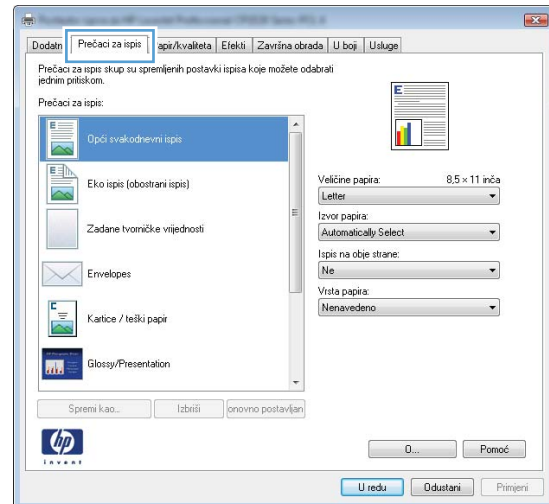 Dodatn
Prečaci za ispis
apir/kvaliteta
Efekti
Završna obrada
U boji
Usluge
Prečaci za ispis skup su spremljenih postavki ispisa koje možete odabrati
jednim pritiskom.
Prečaci za ispis:
Opći svakodnevni ispis
Eko ispis (obostrani ispis)
Zadane tvorničke vrijednosti
Envelopes
Kartice / teški papir
Glossy/Presentation
E
Veličine papira: 8,5 × 11 inča
Letter
Izvor papira:
Automatically Select
Ispis na obje strane:
Ne
Vrsta papira:
Nenavedeno
Spremi kao...
Izbriši
onovno postavljan
hp
invent
O...
Pomoć
U redu
Odustani
Primijeni